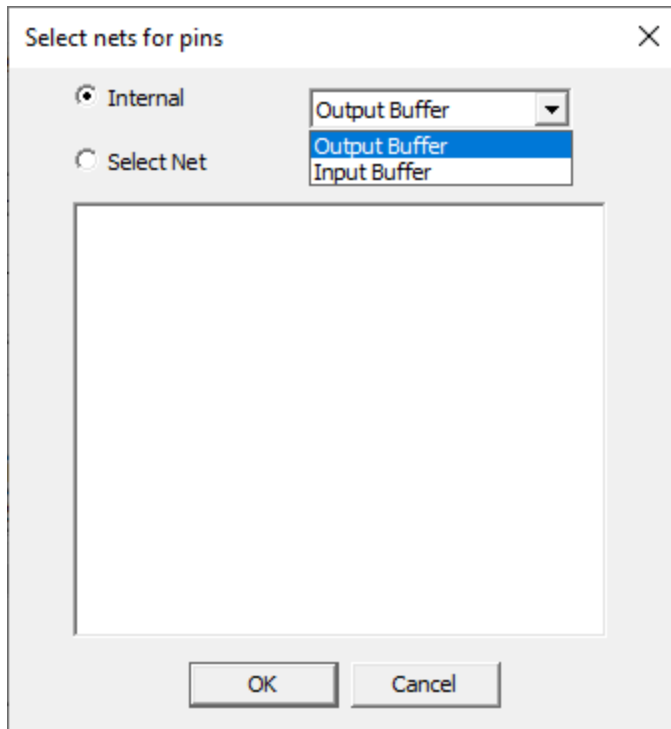 Select nets for pins
Internal
Output Buffer
Output Buffer
Input Buffer
Select Net
OK
Cancel